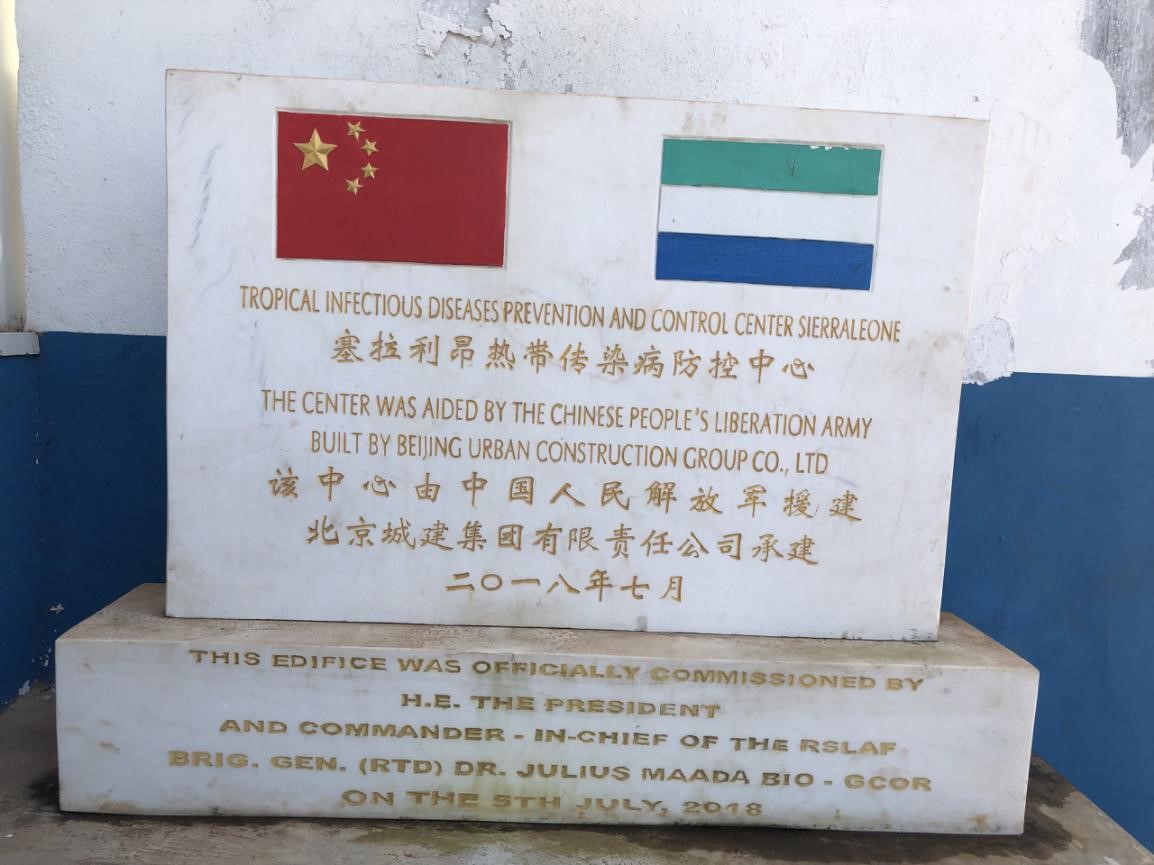 TROPICAL INFECTIOUS DISEASES PREVENTION AND CONTROL CENTER SIERRALEONE
塞拉利昂热带传染病防控中心
THE CENTER WAS AIDED BY THE CHINESE PEOPLE'S LIBERATION ARMY
BUILT BY BEIJING URBAN CONSTRUCTION GROUP CO., LTD
该中心由中国人民解放军援建
北京城建集团有限责任公司承建
二〇一八年七月
THIS EDIFICE WAS OFFICIALLY COMMISSIONED BY
H.E. THE PRESIDENT
AND COMMANDER - IN-CHIEF OF THE RSLAF
BRIG. GEN. (RTD) DR. JULIUS MAADA BIO - GCOR
ON THE 5TH JULY, 2018